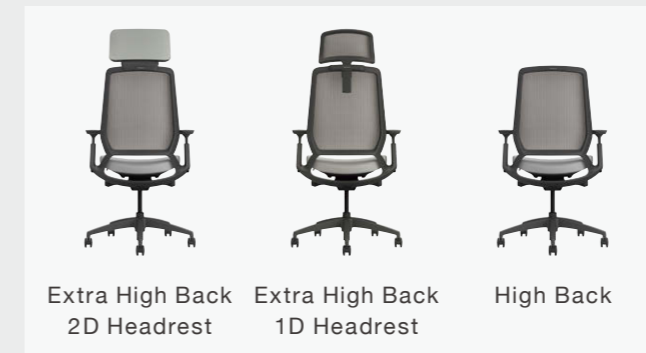 Extra High Back
2D Headrest
Extra High Back
1D Headrest
High Back